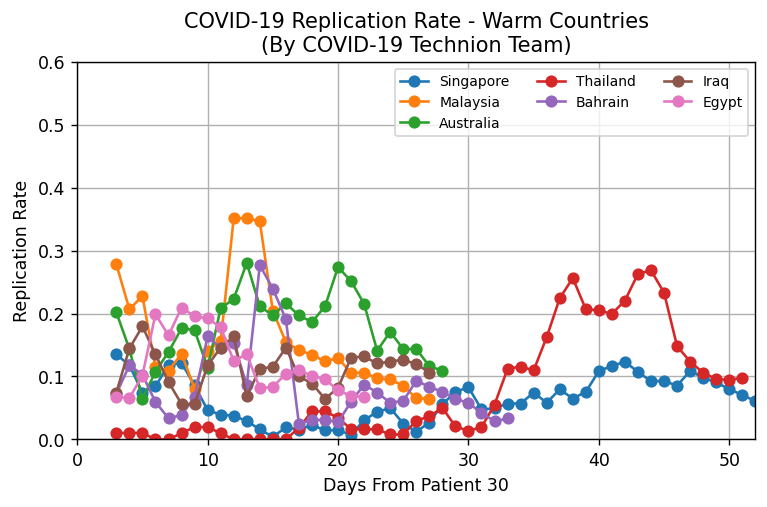 COVID-19 Replication Rate - Warm Countries
(By COVID-19 Technion Team)
Singapore
Malaysia
Australia
Thailand
Bahrain
Iraq
Egypt
Replication Rate
0.6
0.5
0.4
0.3
0.2
0.1
0.0
0 10 20 30 40 50
Days From Patient 30